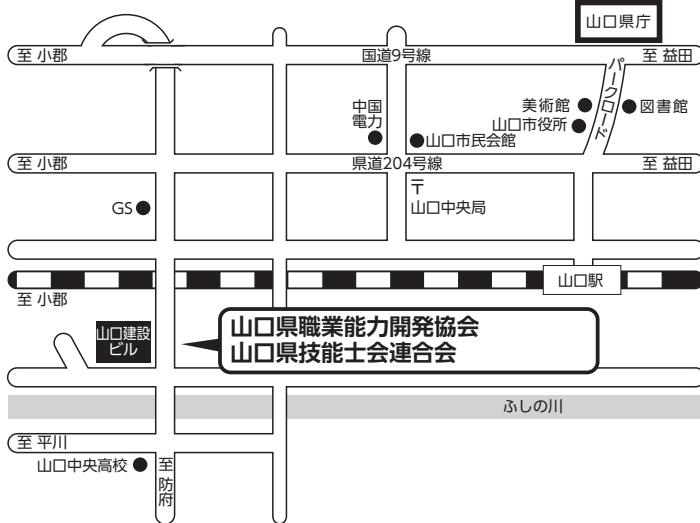 山口県庁
至 小郡
国道9号線
至 益田
パークロード
中国
電力
美術館
図書館
山口市役所
山口市民会館
至 小郡
県道204号線
至 益田
〒
山口中央局
GS
山口駅
至 小郡
山口建設
ビル
山口県職業能力開発協会
山口県技能士会連合会
ふしの川
至 平川
山口中央高校
至防府